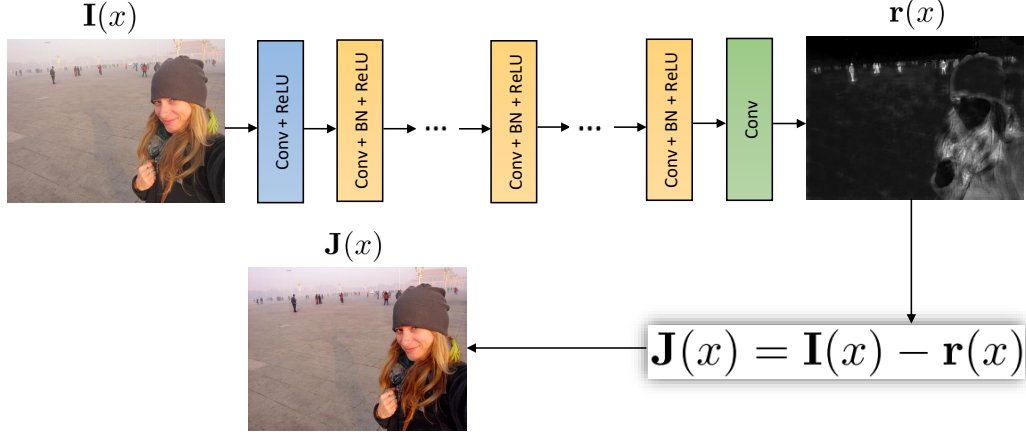 I(x)
r(x)
Conv + ReLU
Conv + BN + ReLU
...
Conv + BN + ReLU
...
Conv + BN + ReLU
Conv
J(x)
J(x) = I(x) − r(x)